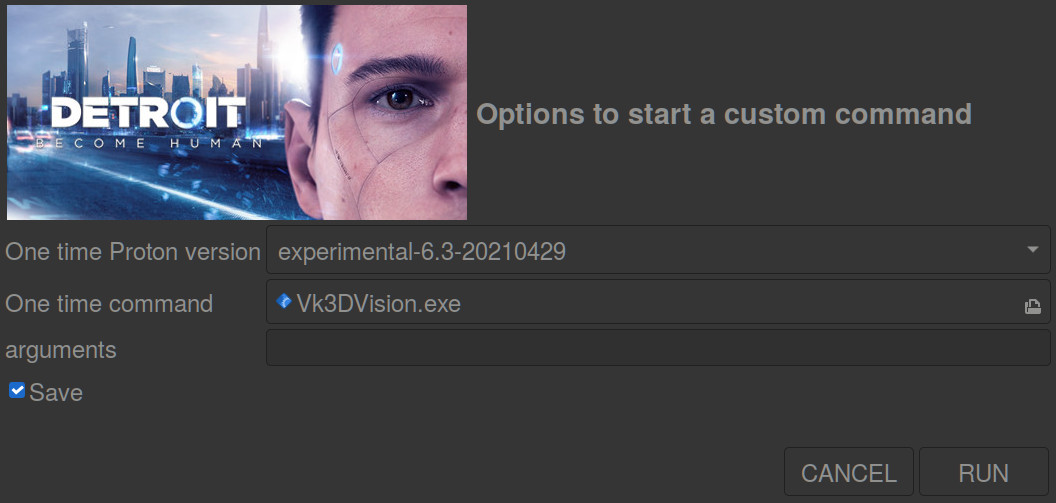 DETROIT
BECOME HUMAN
Options to start a custom command
One time Proton version experimental-6.3-20210429
One time command Vk3DVision.exe
arguments
Save
CANCEL RUN